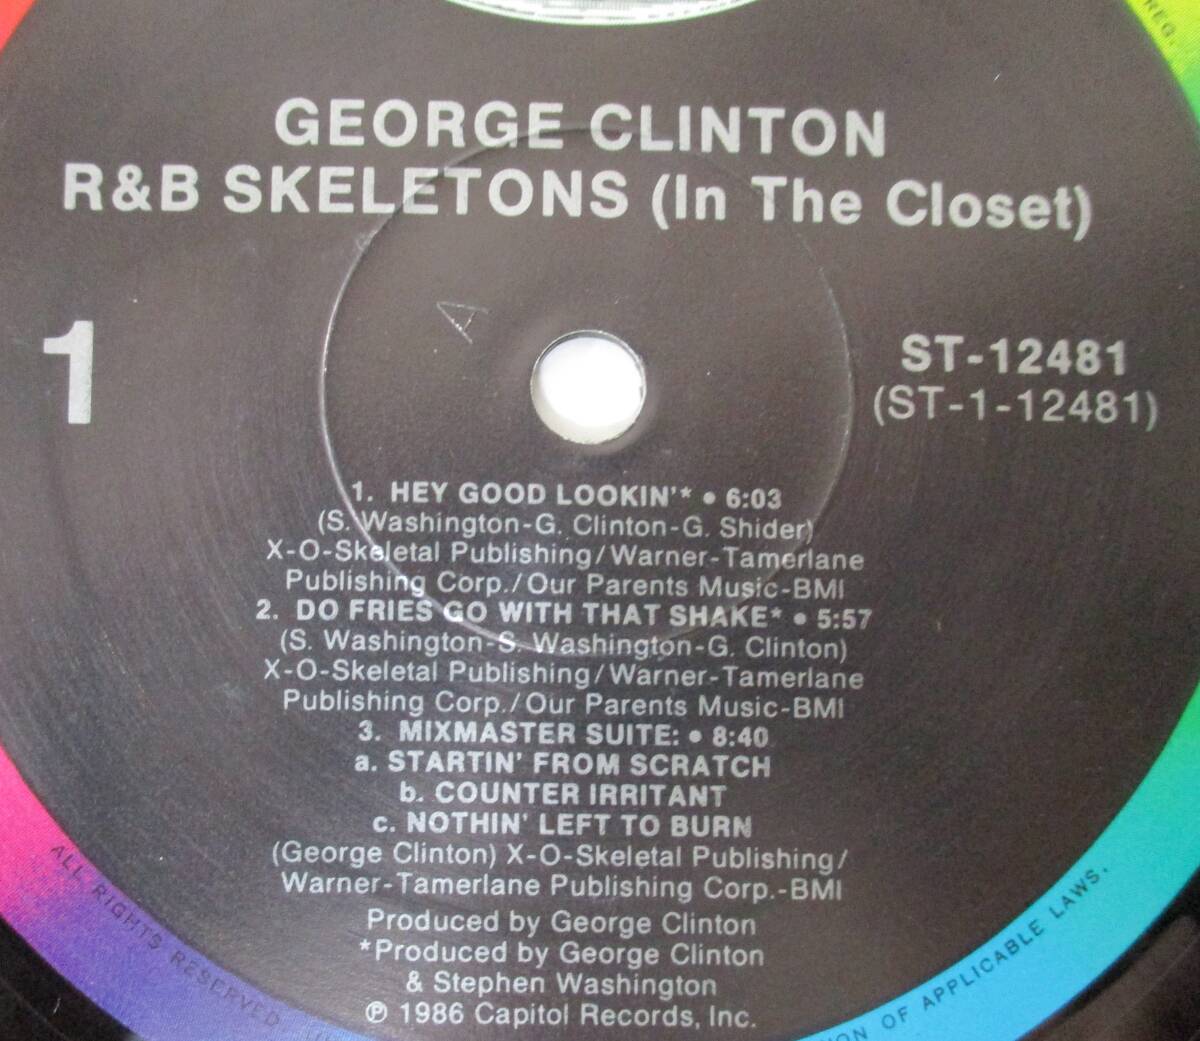 GEORGE CLINTON
R&B SKELETONS (In The Closet)
A
1
ST-12481
(ST-1-12481)
1. HEY GOOD LOOKIN'* • 6:03
(S. Washington-G. Clinton-G. Shider)
X-O-Skeletal Publishing/Warner-Tamerlane
Publishing Corp./Our Parents Music-BMI
2. DO FRIES GO WITH THAT SHAKE* • 5:57
(S. Washington-S. Washington-G. Clinton)
X-O-Skeletal Publishing/Warner-Tamerlane
Publishing Corp./Our Parents Music-BMI
3. MIXMASTER SUITE: • 8:40
a. STARTIN' FROM SCRATCH
b. COUNTER IRRITANT
c. NOTHIN' LEFT TO BURN
(George Clinton) X-O-Skeletal Publishing/
Warner-Tamerlane Publishing Corp.-BMI
Produced by George Clinton
*Produced by George Clinton
& Stephen Washington
℗ 1986 Capitol Records, Inc.
REG.
ALL RIGHTS RESERVED
OF APPLICABLE LAWS.